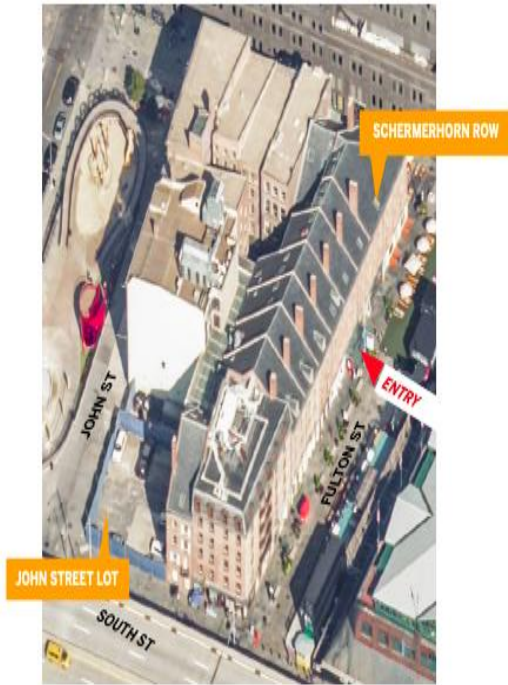 SCHERMERHORN ROW
ENTRY
JOHN ST
FULTON ST
JOHN STREET LOT
SOUTH ST